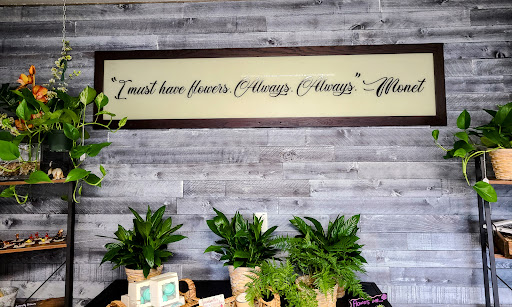 "I must have flowers. Always. Always." ~Monet